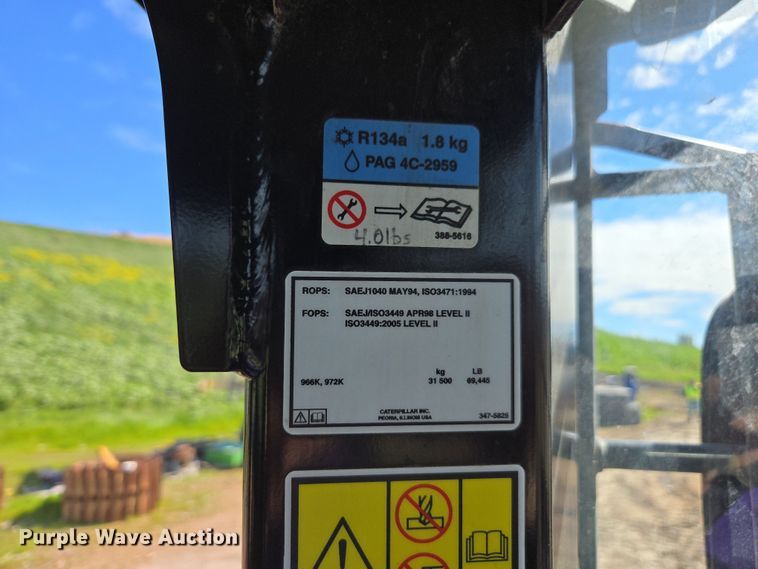 R134a 1.8 kg
PAG 4C-2959
4.0lbs
388-5616
ROPS: SAEJ1040 MAY94, ISO3471:1994
FOPS: SAEJ/ISO3449 APR98 LEVEL II
ISO3449:2005 LEVEL II
kg LB
966K, 972K 31 500 69,445
CATERPILLAR INC.
PEORIA, ILLINOIS USA
347-5825
Purple Wave Auction